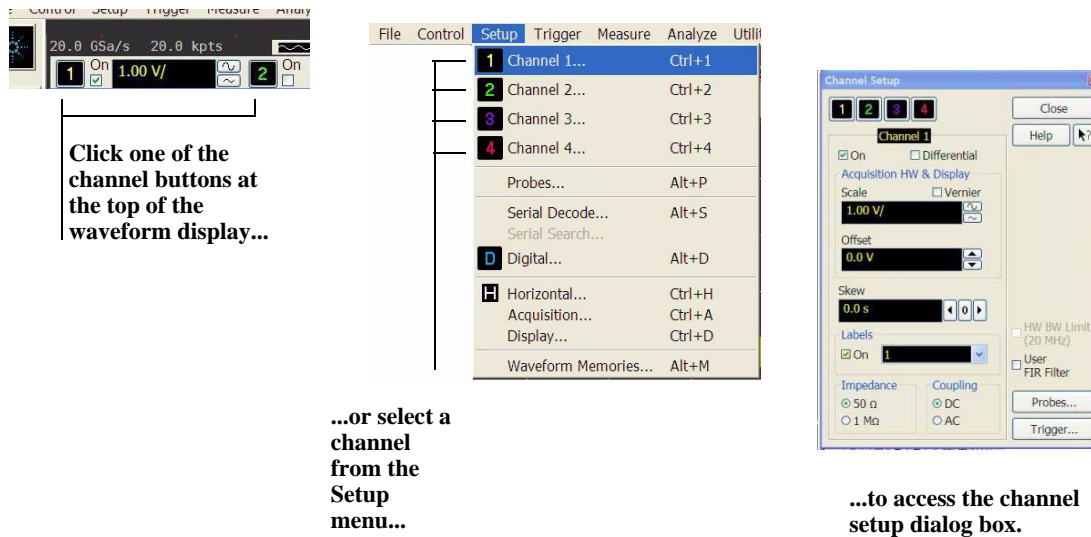 Control Setup Trigger Measure Analy
20.0 GSa/s 20.0 kpts
1 On 1.00 V/ 2 On
Click one of the
channel buttons at
the top of the
waveform display...
File Control Setup Trigger Measure Analyze Utili
1 Channel 1... Ctrl+1
2 Channel 2... Ctrl+2
3 Channel 3... Ctrl+3
4 Channel 4... Ctrl+4
Probes... Alt+P
Serial Decode... Alt+S
Serial Search...
D Digital... Alt+D
H Horizontal... Ctrl+H
Acquisition... Ctrl+A
Display... Ctrl+D
Waveform Memories... Alt+M
...or select a
channel
from the
Setup
menu...
Channel Setup
1 2 3 4 Close
Channel 1 Help ?
On Differential
Acquisition HW & Display
Scale Vernier
1.00 V/
Offset
0.0 V
Skew
0.0 s 0
Labels HW BW Limit
(20 MHz)
On 1 User
FIR Filter
Impedance Coupling
50 Ω DC Probes...
1 MΩ AC Trigger...
...to access the channel
setup dialog box.